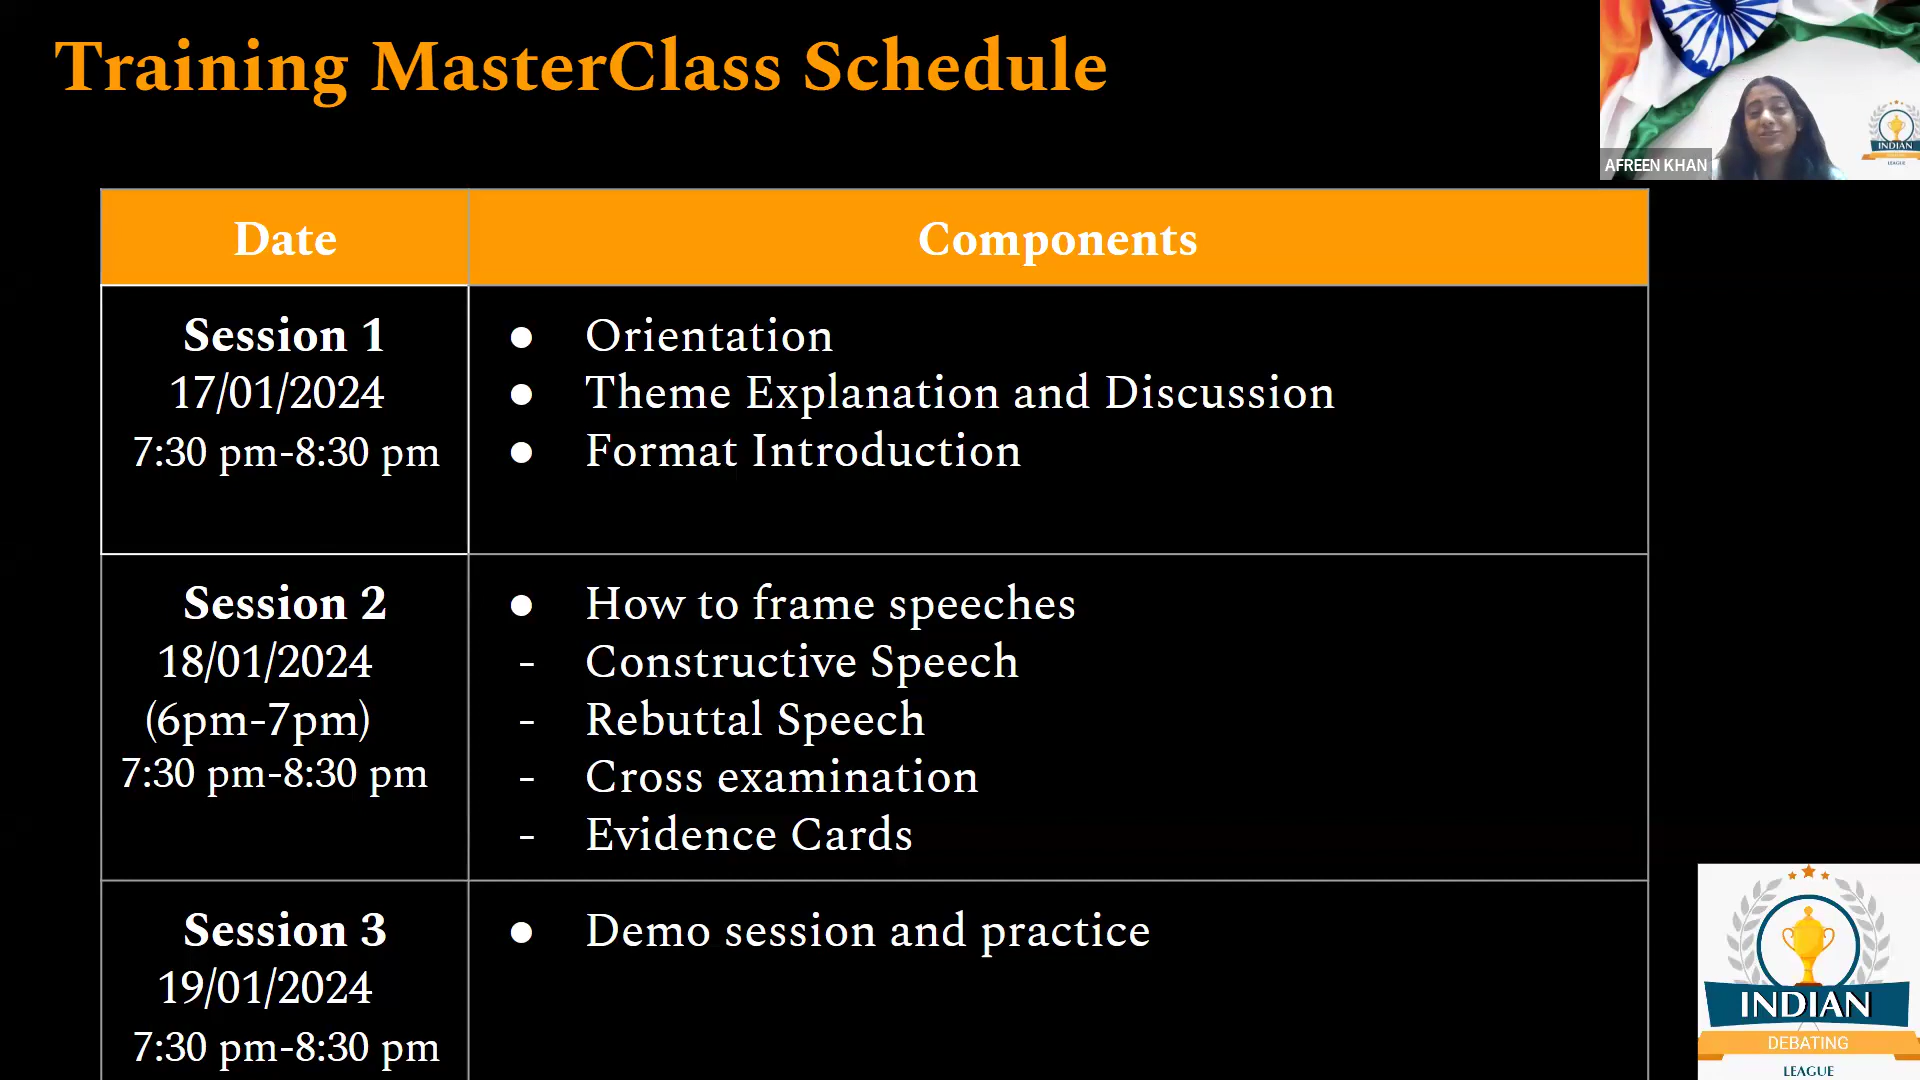 Training MasterClass Schedule
AFREEN KHAN
INDIAN
LEAGUE
Date
Components
Session 1
17/01/2024
7:30 pm-8:30 pm
● Orientation
● Theme Explanation and Discussion
● Format Introduction
Session 2
18/01/2024
(6pm-7pm)
7:30 pm-8:30 pm
● How to frame speeches
- Constructive Speech
- Rebuttal Speech
- Cross examination
- Evidence Cards
Session 3
19/01/2024
7:30 pm-8:30 pm
● Demo session and practice
INDIAN
DEBATING
LEAGUE